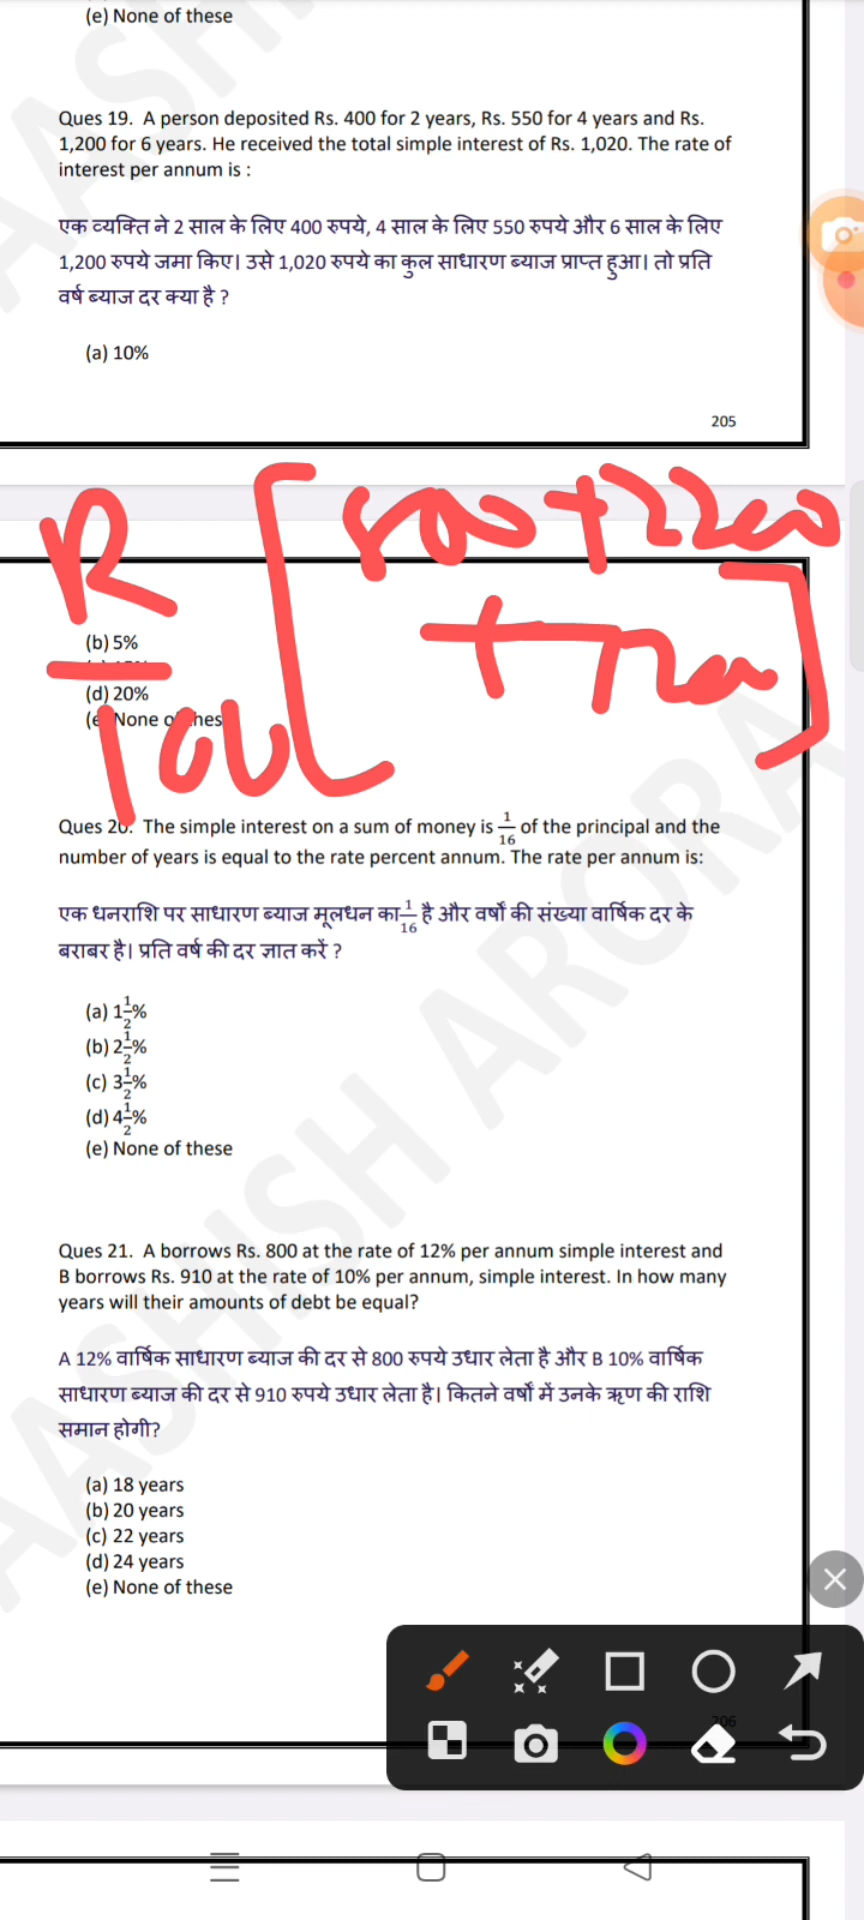 (e) None of these
Ques 19. A person deposited Rs. 400 for 2 years, Rs. 550 for 4 years and Rs.
1,200 for 6 years. He received the total simple interest of Rs. 1,020. The rate of
interest per annum is :
एक व्यक्ति ने 2 साल के लिए 400 रुपये, 4 साल के लिए 550 रुपये और 6 साल के लिए
1,200 रुपये जमा किए। उसे 1,020 रुपये का कुल साधारण ब्याज प्राप्त हुआ। तो प्रति
वर्ष ब्याज दर क्या है ?
(a) 10%
205
R [800+2200
+ 7200]
(b) 5%
(d) 20%
100
Ques 20. The simple interest on a sum of money is 1/16 of the principal and the
number of years is equal to the rate percent annum. The rate per annum is:
एक धनराशि पर साधारण ब्याज मूलधन का 1/16 है और वर्षों की संख्या वार्षिक दर के
बराबर है। प्रति वर्ष की दर ज्ञात करें ?
(a) 1 1/2%
(b) 2 1/2%
(c) 3 1/2%
(d) 4 1/2%
(e) None of these
Ques 21. A borrows Rs. 800 at the rate of 12% per annum simple interest and
B borrows Rs. 910 at the rate of 10% per annum, simple interest. In how many
years will their amounts of debt be equal?
A 12% वार्षिक साधारण ब्याज की दर से 800 रुपये उधार लेता है और B 10% वार्षिक
साधारण ब्याज की दर से 910 रुपये उधार लेता है। कितने वर्षों में उनके ऋण की राशि
समान होगी?
(a) 18 years
(b) 20 years
(c) 22 years
(d) 24 years
(e) None of these
206
AASHISH ARORA